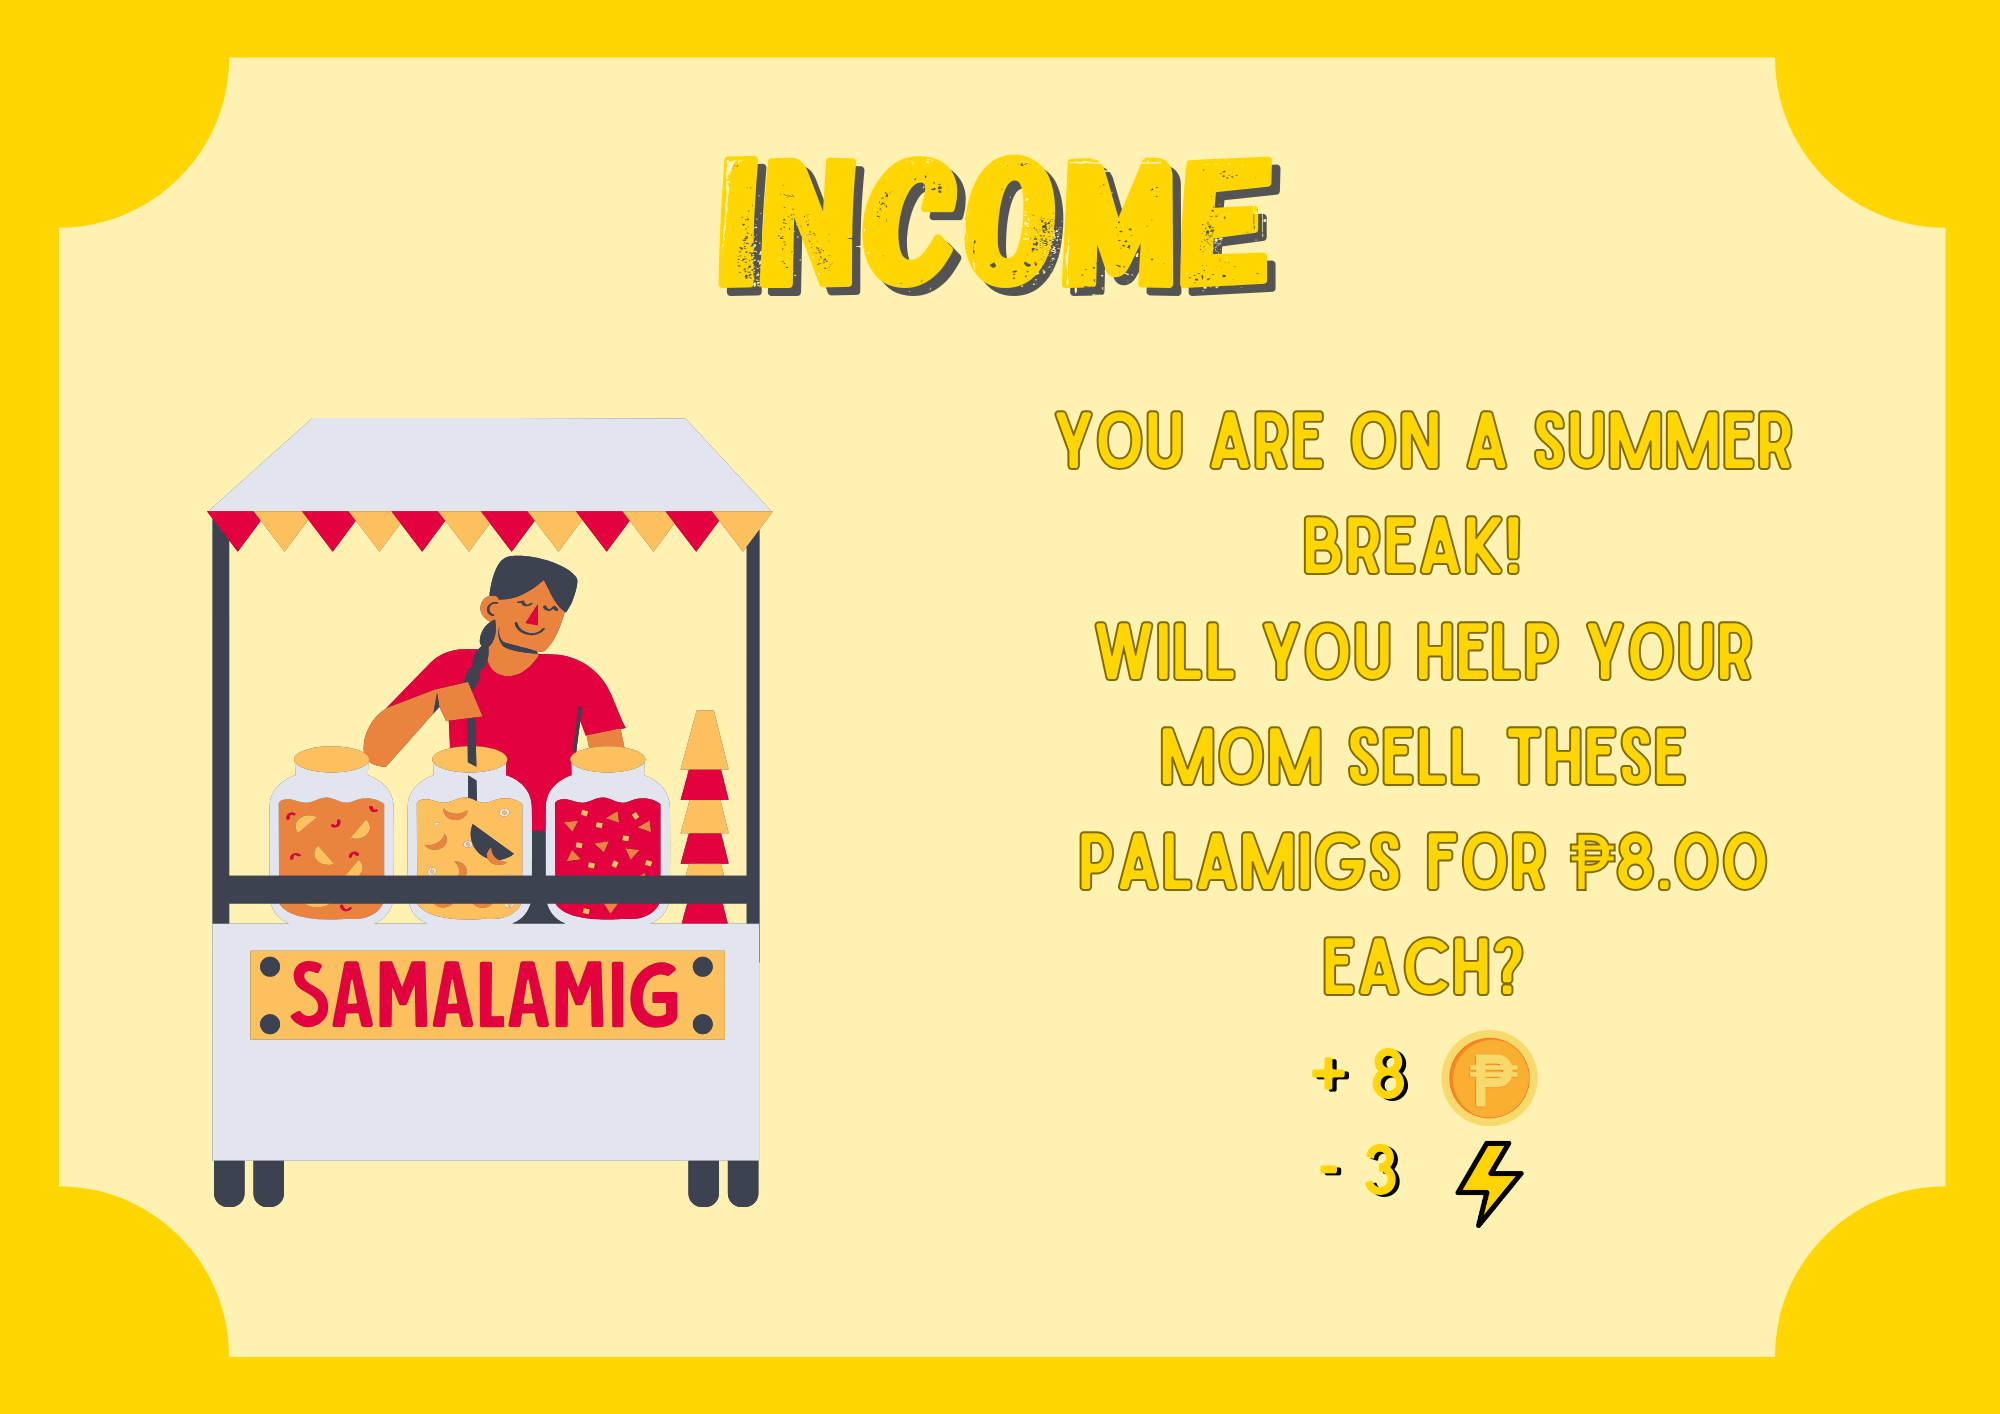 INCOME
YOU ARE ON A SUMMER
BREAK!
WILL YOU HELP YOUR
MOM SELL THESE
PALAMIGS FOR ₱8.00
EACH?
SAMALAMIG
+ 8 ₱
- 3